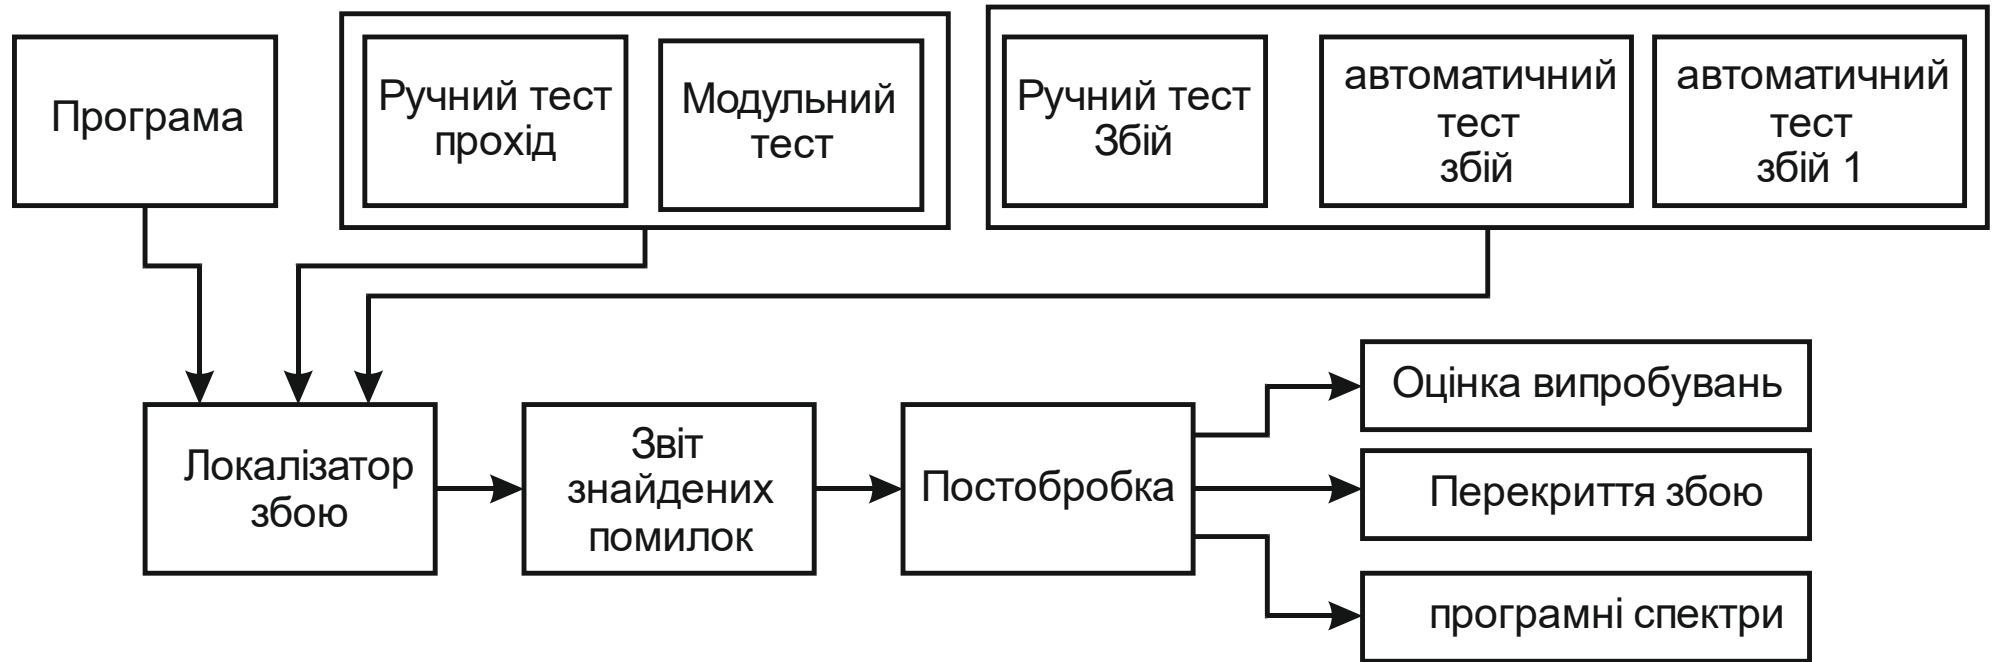 Програма
Ручний тест
прохід
Модульний
тест
Ручний тест
Збій
автоматичний
тест
збій
автоматичний
тест
збій 1
Локалізатор
збою
Звіт
знайдених
помилок
Постобробка
Оцінка випробувань
Перекриття збою
програмні спектри